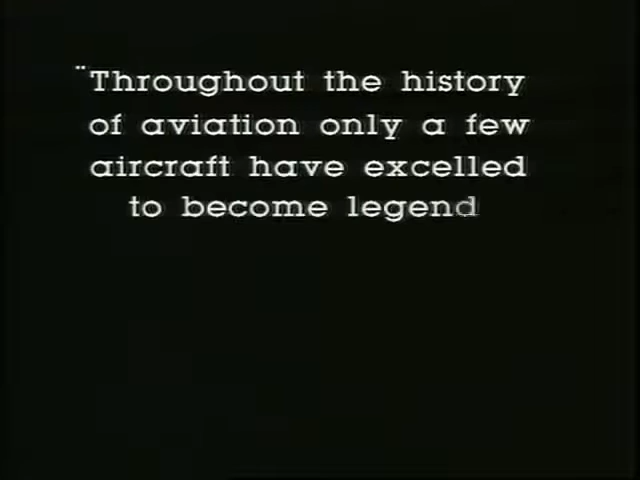 "Throughout the history
of aviation only a few
aircraft have excelled
to become legend